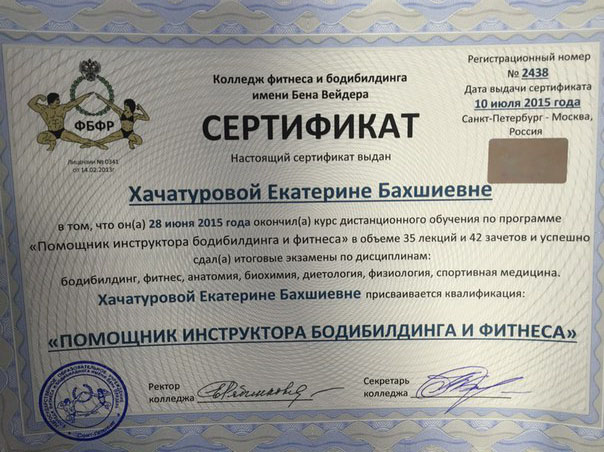 Колледж фитнеса и бодибилдинга
имени Бена Вейдера
СЕРТИФИКАТ
Настоящий сертификат выдан
Регистрационный номер
№ 2438
Дата выдачи сертификата
10 июля 2015 года
Санкт-Петербург - Москва,
Россия
ФБФР
Лицензия № 0341
от 14.02.2013г
Хачатуровой Екатерине Бахшиевне
в том, что он(а) 28 июня 2015 года окончил(а) курс дистанционного обучения по программе
«Помощник инструктора бодибилдинга и фитнеса» в объеме 35 лекций и 42 зачетов и успешно
сдал(а) итоговые экзамены по дисциплинам:
бодибилдинг, фитнес, анатомия, биохимия, диетология, физиология, спортивная медицина.
Хачатуровой Екатерине Бахшиевне присваивается квалификация:
«ПОМОЩНИК ИНСТРУКТОРА БОДИБИЛДИНГА И ФИТНЕСА»
Ректор
колледжа
Секретарь
колледжа